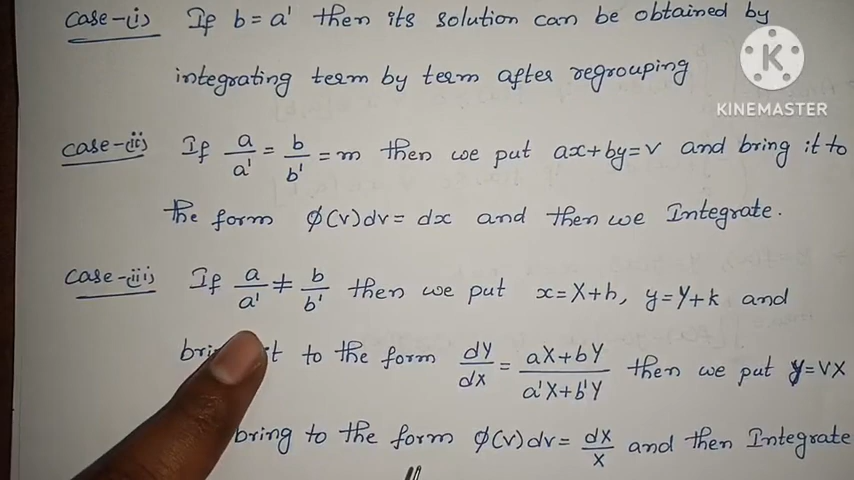 Case-(i) If b = a' then its solution can be obtained by
integrating term by term after regrouping
KINEMASTER
Case-(ii) If a/a' = b/b' = m then we put ax+by=v and bring it to
the form φ(v)dv = dx and then we Integrate.
Case-(iii) If a/a' ≠ b/b' then we put x=X+h, y=Y+k and
to the form dY/dX = aX+bY/a'X+b'Y then we put y=VX
bring to the form φ(v)dv = dx/x and then Integrate